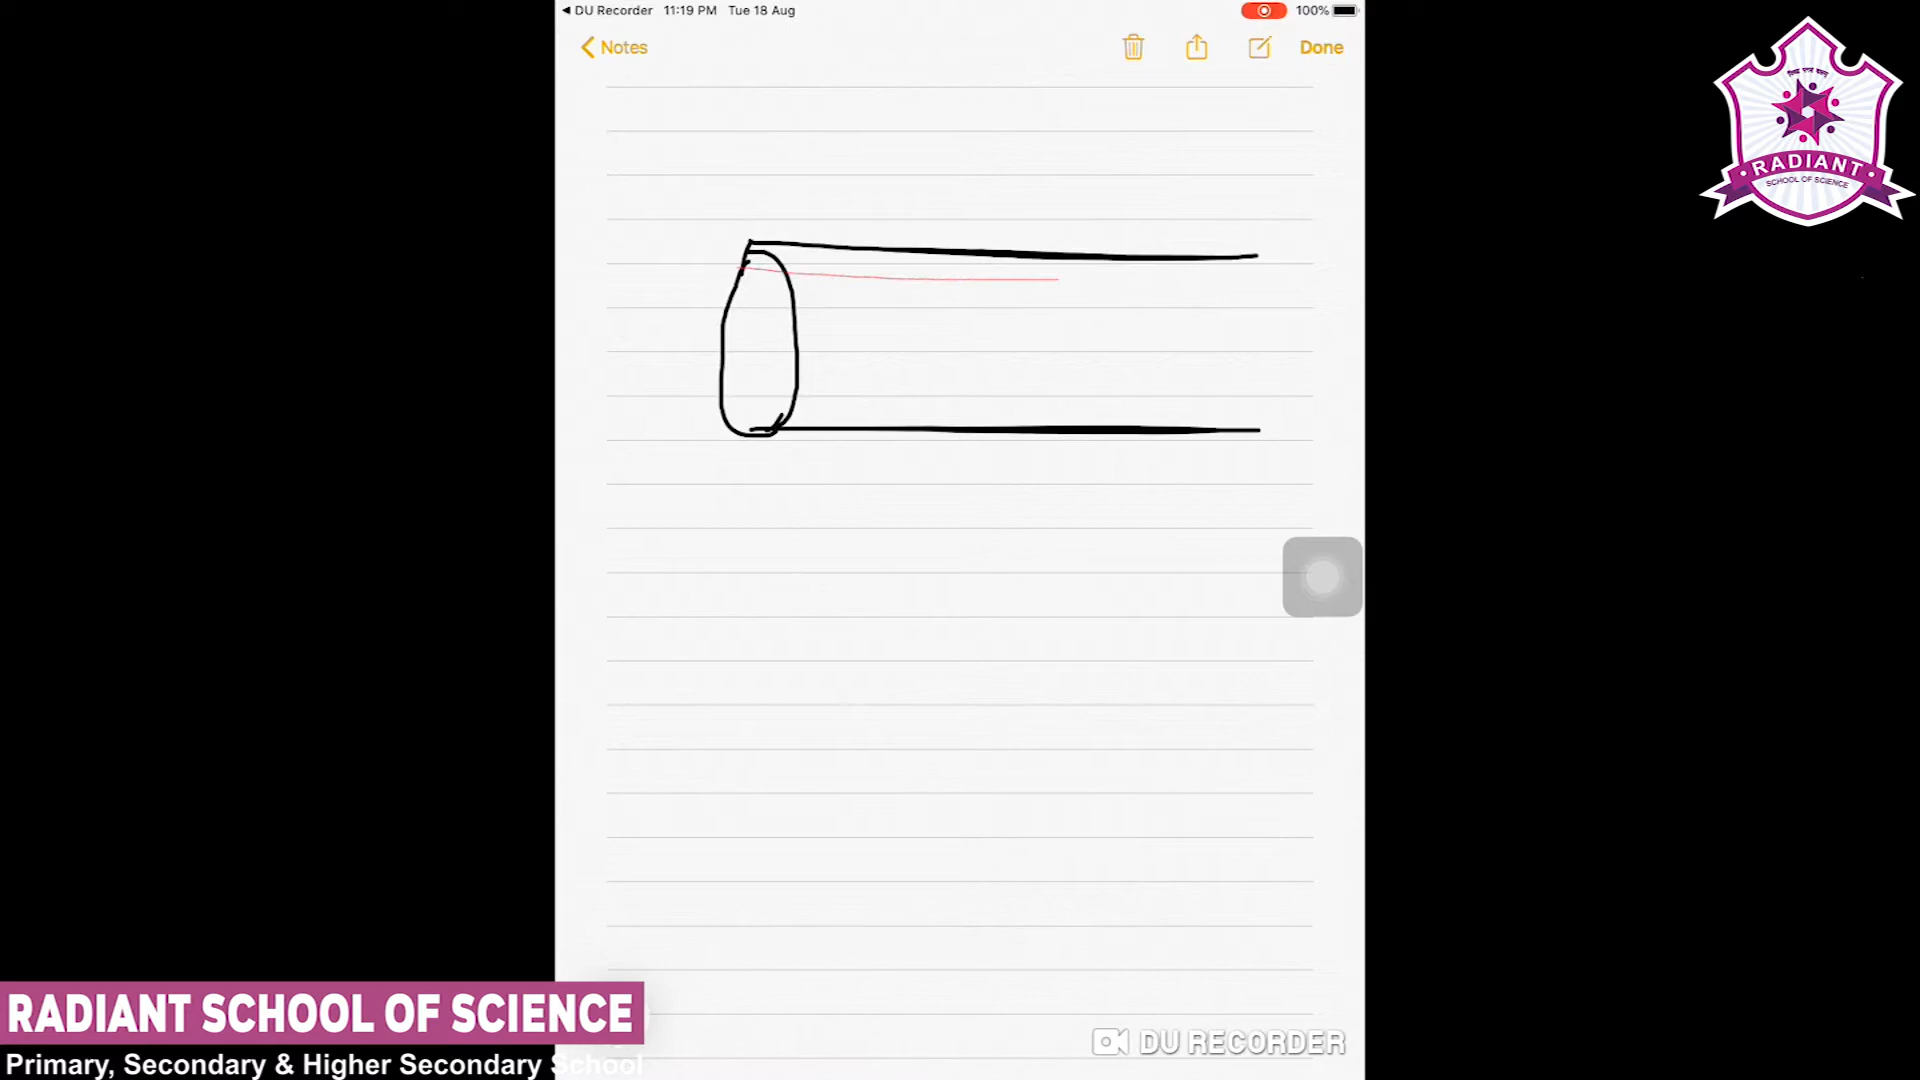 DU Recorder 11:19 PM Tue 18 Aug 100%
Notes Done
RADIANT
SCHOOL OF SCIENCE
RADIANT SCHOOL OF SCIENCE
Primary, Secondary & Higher Secondary School
DU RECORDER